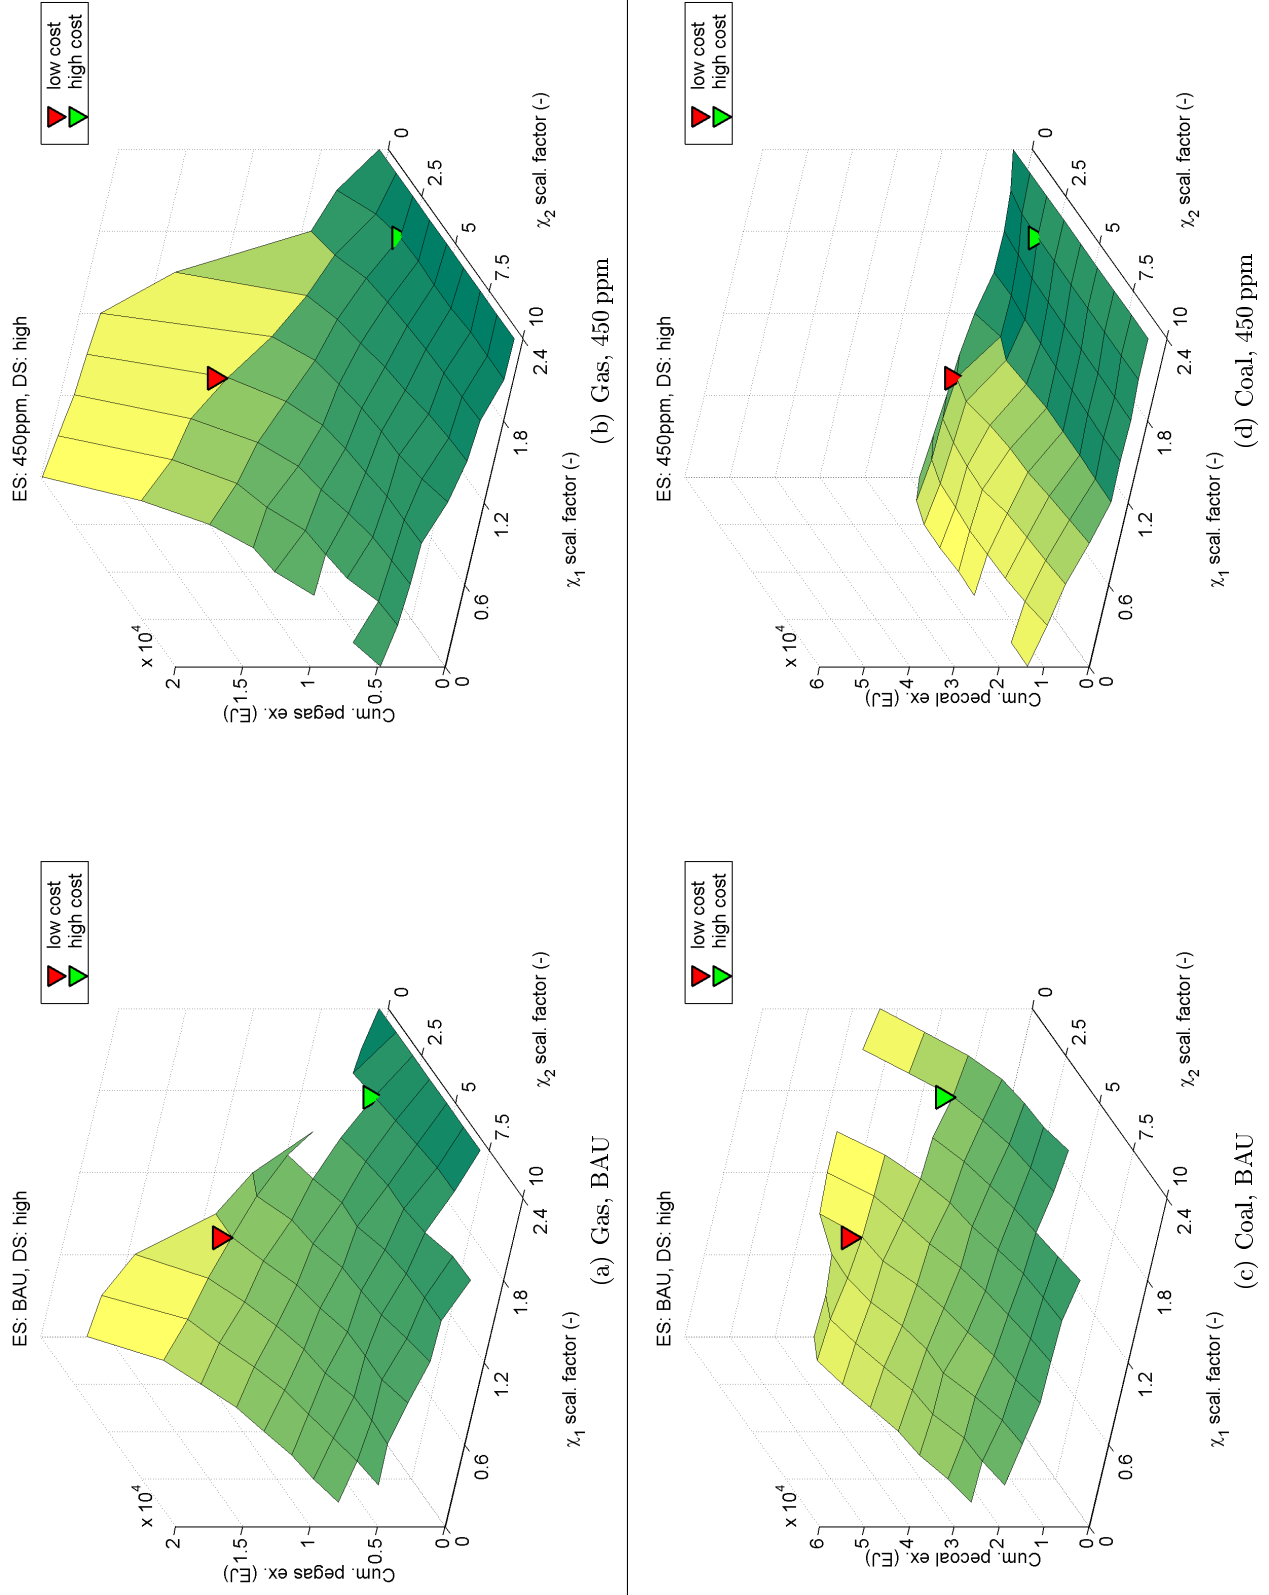 ES: BAU, DS: high
low cost
high cost
x 10^4
2
1.5
1
0.5
0
Cum. pegas ex. (EJ)
0
0.6
1.2
1.8
2.4
χ1 scal. factor (-)
10
7.5
5
2.5
0
χ2 scal. factor (-)
(a) Gas, BAU
ES: 450ppm, DS: high
low cost
high cost
x 10^4
2
1.5
1
0.5
0
Cum. pegas ex. (EJ)
0
0.6
1.2
1.8
2.4
χ1 scal. factor (-)
10
7.5
5
2.5
0
χ2 scal. factor (-)
(b) Gas, 450 ppm
ES: BAU, DS: high
low cost
high cost
x 10^4
6
5
4
3
2
1
0
Cum. pecoal ex. (EJ)
0
0.6
1.2
1.8
2.4
χ1 scal. factor (-)
10
7.5
5
2.5
0
χ2 scal. factor (-)
(c) Coal, BAU
ES: 450ppm, DS: high
low cost
high cost
x 10^4
6
5
4
3
2
1
0
Cum. pecoal ex. (EJ)
0
0.6
1.2
1.8
2.4
χ1 scal. factor (-)
10
7.5
5
2.5
0
χ2 scal. factor (-)
(d) Coal, 450 ppm